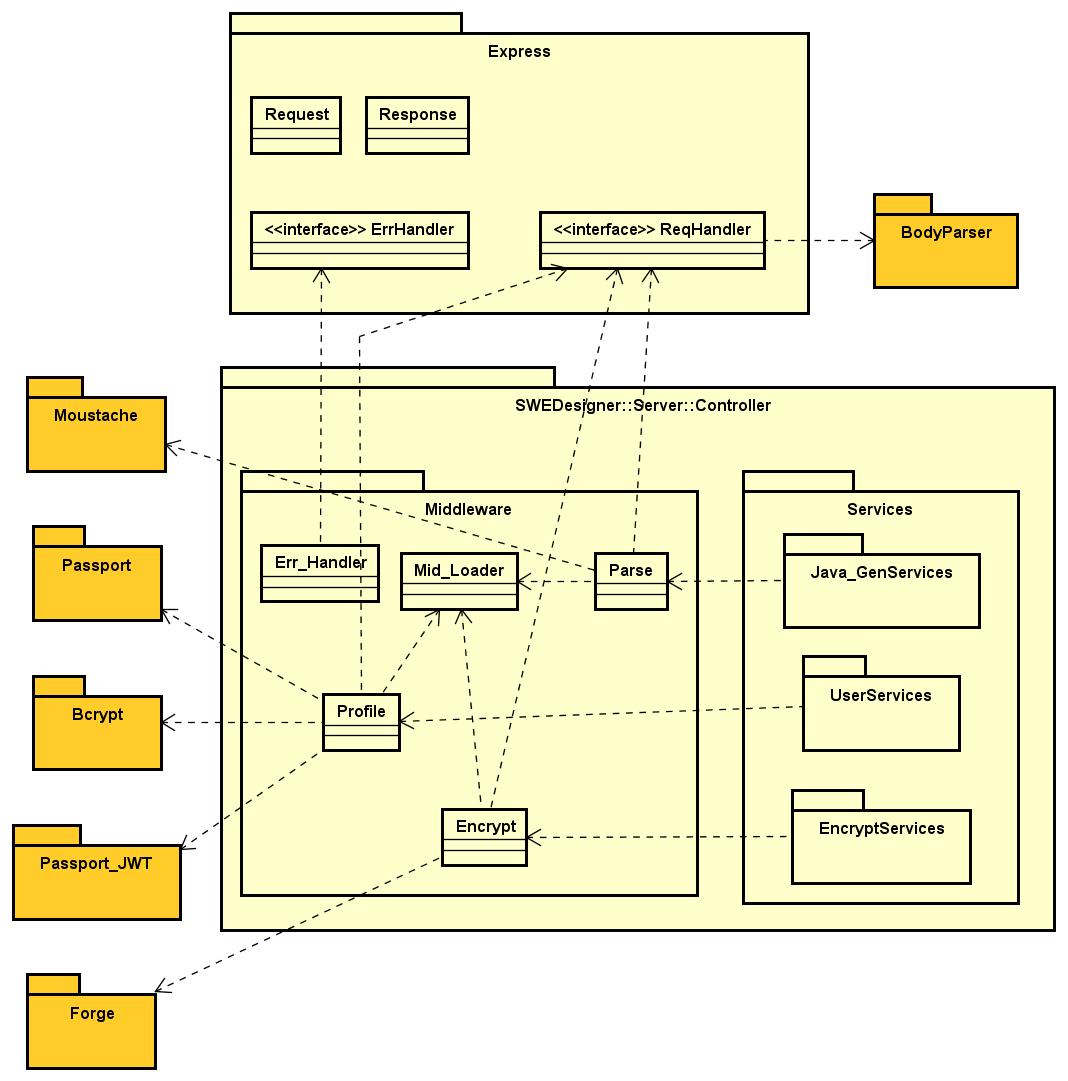 Express
Request
Response
<<interface>> ErrHandler
<<interface>> ReqHandler
BodyParser
Moustache
SWEDesigner::Server::Controller
Middleware
Services
Passport
Err_Handler
Mid_Loader
Parse
Java_GenServices
Bcrypt
Profile
UserServices
Passport_JWT
Encrypt
EncryptServices
Forge